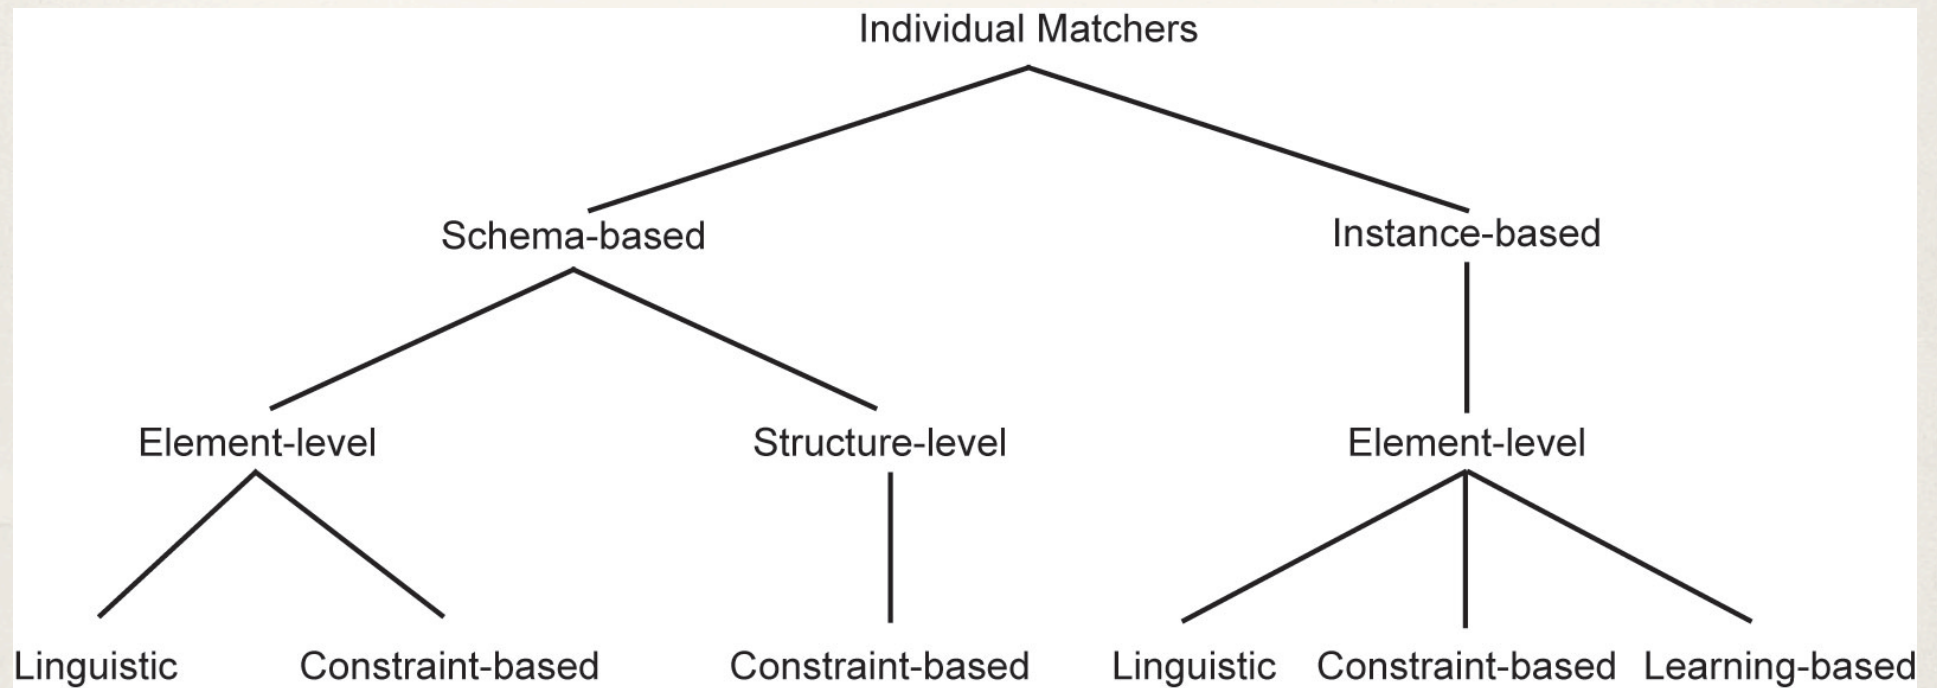 Individual Matchers
Schema-based
Instance-based
Element-level
Structure-level
Element-level
Linguistic
Constraint-based
Constraint-based
Linguistic
Constraint-based
Learning-based